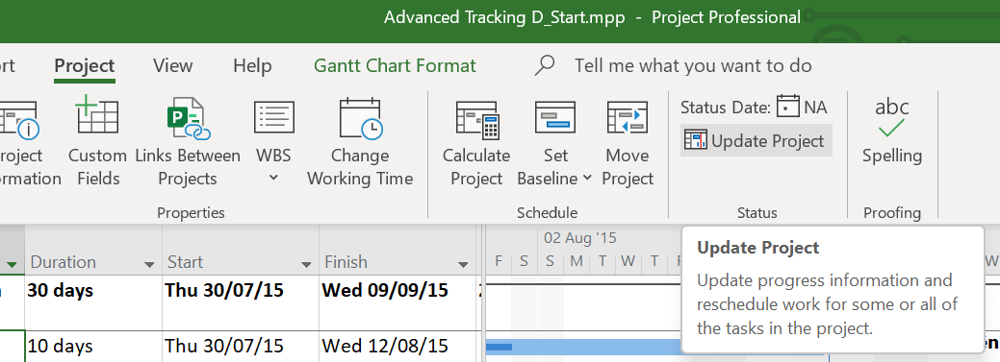 Advanced Tracking D_Start.mpp - Project Professional
ort Project View Help Gantt Chart Format Tell me what you want to do
Status Date: NA
Update Project
Project
Information
Custom
Fields
Links Between
Projects
WBS
Change
Working Time
Calculate
Project
Set
Baseline
Move
Project
abc
Spelling
Properties Schedule Status Proofing
02 Aug '15
Duration Start Finish F S S M T W T F W
30 days Thu 30/07/15 Wed 09/09/15
10 days Thu 30/07/15 Wed 12/08/15
Update Project
Update progress information and
reschedule work for some or all of
the tasks in the project.